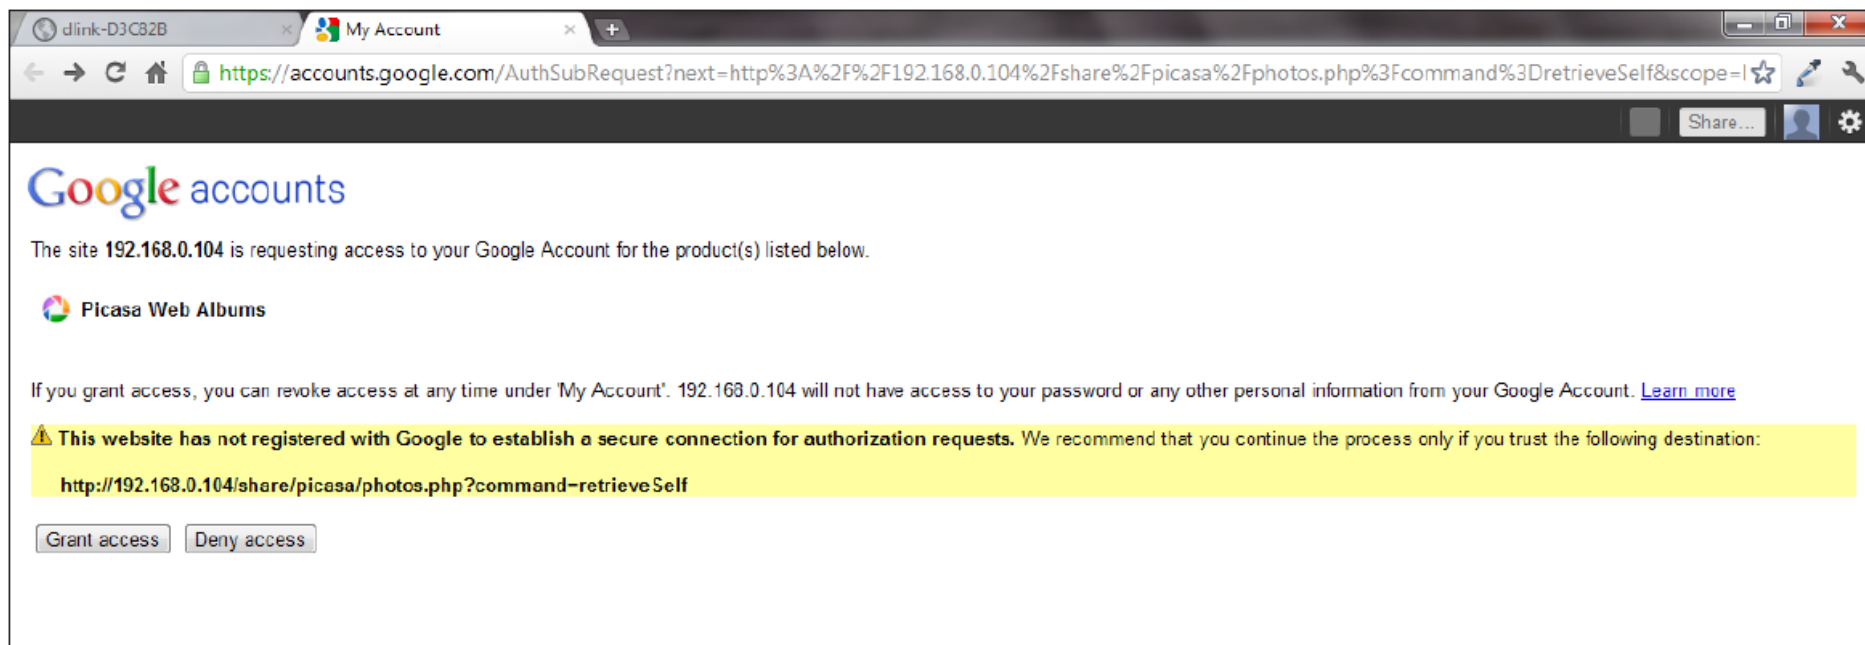 dlink-D3C82B
My Account
https://accounts.google.com/AuthSubRequest?next=http%3A%2F%2F192.168.0.104%2Fshare%2Fpicasa%2Fphotos.php%3Fcommand%3DretrieveSelf&scope=
Share...
Google accounts
The site 192.168.0.104 is requesting access to your Google Account for the product(s) listed below.
Picasa Web Albums
If you grant access, you can revoke access at any time under 'My Account'. 192.168.0.104 will not have access to your password or any other personal information from your Google Account. Learn more
This website has not registered with Google to establish a secure connection for authorization requests. We recommend that you continue the process only if you trust the following destination:
http://192.168.0.104/share/picasa/photos.php?command=retrieveSelf
Grant access Deny access